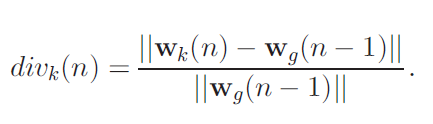 div_k(n) = ||w_k(n) − w_g(n − 1)|| / ||w_g(n − 1)||.